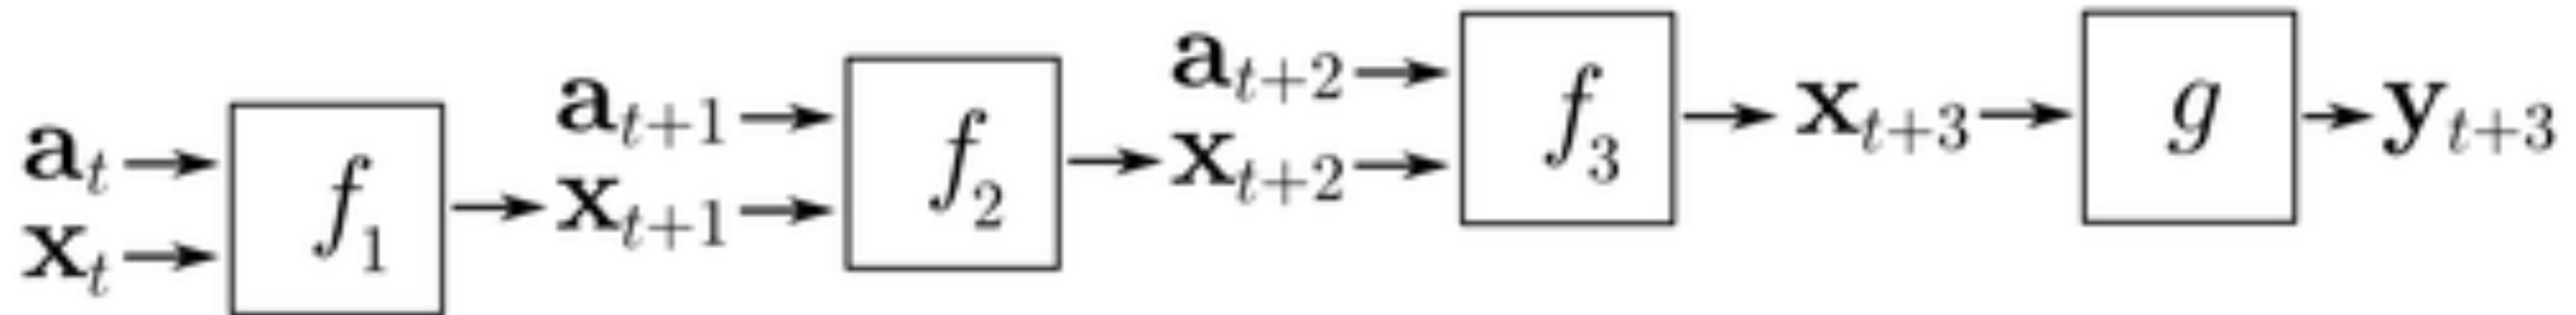 a_t
x_t
f_1
a_{t+1}
x_{t+1}
f_2
a_{t+2}
x_{t+2}
f_3
x_{t+3}
g
y_{t+3}